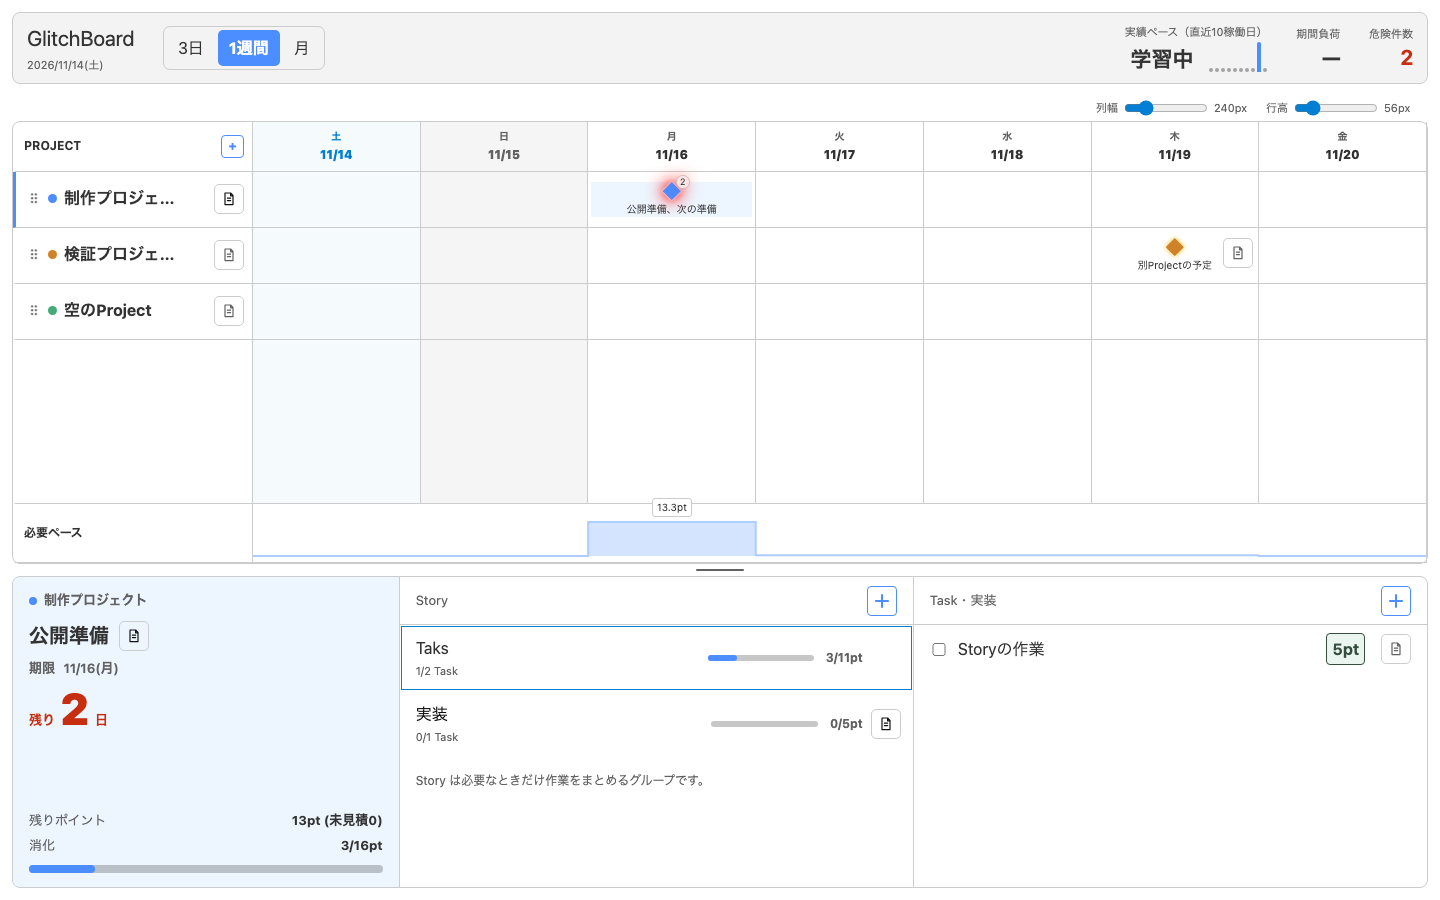 GlitchBoard
2026/11/14(土)
3日 1週間 月
実績ペース（直近10稼働日）
学習中
期間負荷
—
危険件数
2
列幅 240px 行高 56px
PROJECT +
土 11/14
日 11/15
月 11/16
火 11/17
水 11/18
木 11/19
金 11/20
制作プロジェ...
2
公開準備、次の準備
検証プロジェ...
別Projectの予定
空のProject
必要ペース
13.3pt
制作プロジェクト
公開準備
期限 11/16(月)
残り 2 日
残りポイント 13pt (未見積0)
消化 3/16pt
Story +
Taks
1/2 Task
3/11pt
実装
0/1 Task
0/5pt
Story は必要なときだけ作業をまとめるグループです。
Task・実装 +
Storyの作業 5pt